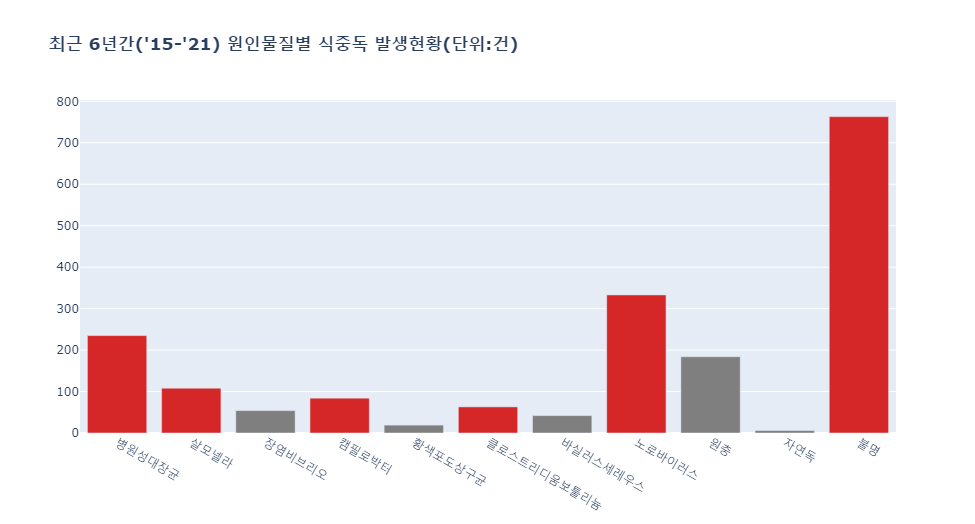 최근 6년간('15-'21) 원인물질별 식중독 발생현황(단위:건)
800
700
600
500
400
300
200
100
0
병원성대장균
살모넬라
장염비브리오
캠필로박터
황색포도상구균
클로스트리디움보툴리늄
바실러스세레우스
노로바이러스
원충
자연독
불명